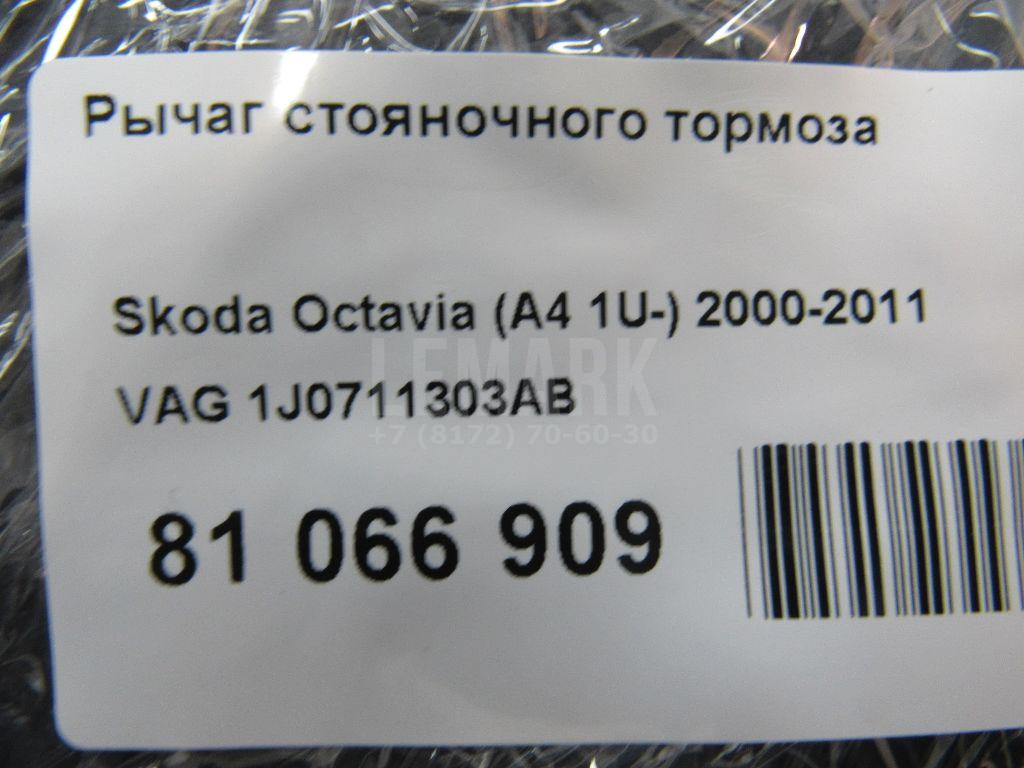 Рычаг стояночного тормоза
Skoda Octavia (A4 1U-) 2000-2011
VAG 1J0711303AB
LEMARK
+7 (8172) 70-60-30
81 066 909